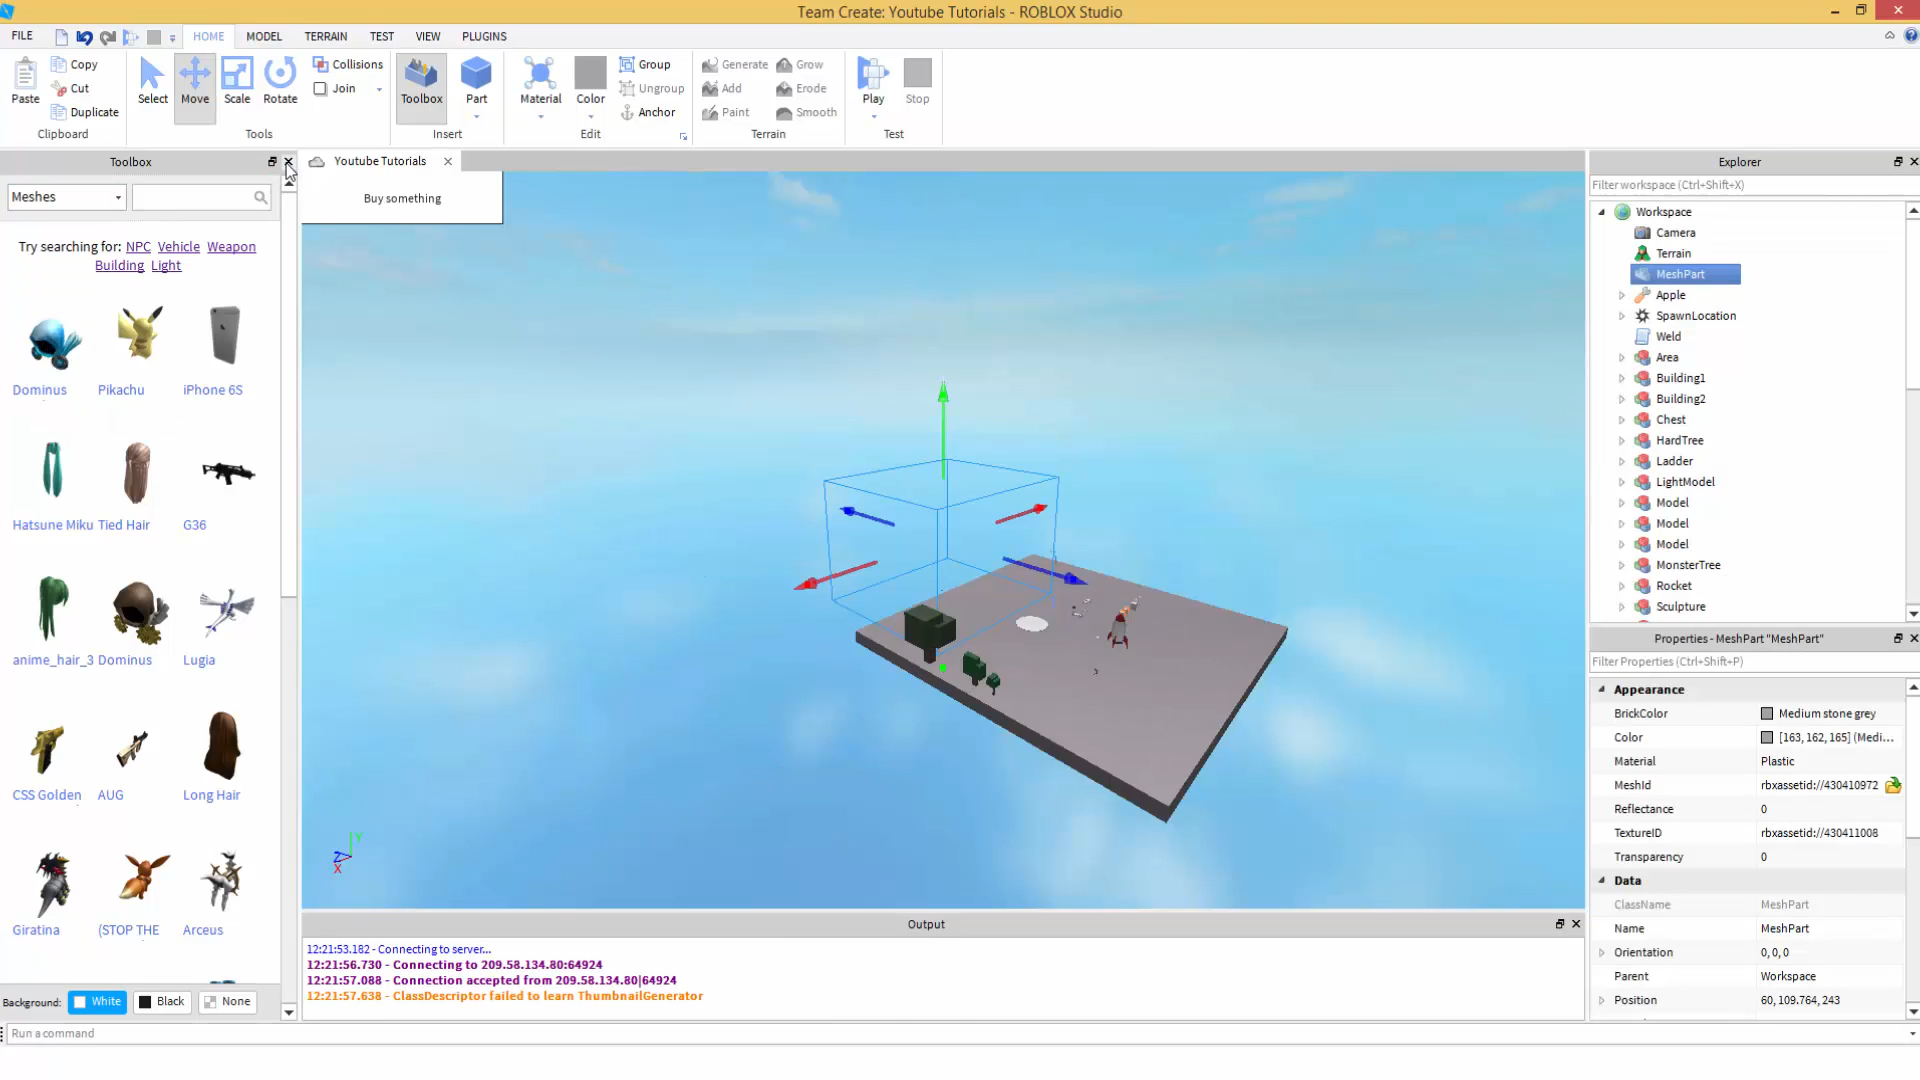 Team Create: Youtube Tutorials - ROBLOX Studio
FILE HOME MODEL TERRAIN TEST VIEW PLUGINS
Paste Copy Cut Duplicate
Clipboard
Select Move Scale Rotate Collisions Join
Tools
Toolbox Part
Insert
Material Color Group Ungroup Anchor
Edit
Generate Grow
Add Erode
Paint Smooth
Terrain
Play Stop
Test
Toolbox
Meshes
Try searching for: NPC Vehicle Weapon
Building Light
Dominus Pikachu iPhone 6S
Hatsune Miku Tied Hair G36
anime_hair_3 Dominus Lugia
CSS Golden AUG Long Hair
Giratina (STOP THE Arceus
Background: White Black None
Run a command
Youtube Tutorials
Buy something
Y
Z
X
Output
12:21:53.182 - Connecting to server...
12:21:56.730 - Connecting to 209.58.134.80:64924
12:21:57.088 - Connection accepted from 209.58.134.80|64924
12:21:57.638 - ClassDescriptor failed to learn ThumbnailGenerator
Explorer
Filter workspace (Ctrl+Shift+X)
Workspace
Camera
Terrain
MeshPart
Apple
SpawnLocation
Weld
Area
Building1
Building2
Chest
HardTree
Ladder
LightModel
Model
Model
Model
MonsterTree
Rocket
Sculpture
Properties - MeshPart "MeshPart"
Filter Properties (Ctrl+Shift+P)
Appearance
BrickColor Medium stone grey
Color [163, 162, 165] (Medi...
Material Plastic
MeshId rbxassetid://430410972
Reflectance 0
TextureID rbxassetid://430411008
Transparency 0
Data
ClassName MeshPart
Name MeshPart
Orientation 0, 0, 0
Parent Workspace
Position 60, 109.764, 243